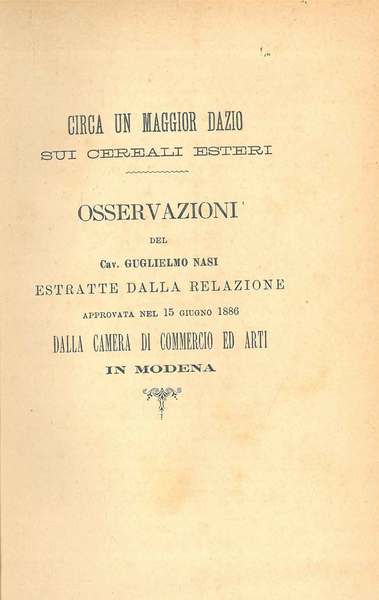 CIRCA UN MAGGIOR DAZIO
SUI CEREALI ESTERI
OSSERVAZIONI
DEL
CAV. GUGLIELMO NASI
ESTRATTE DALLA RELAZIONE
APPROVATA NEL 15 GIUGNO 1886
DALLA CAMERA DI COMMERCIO ED ARTI
IN MODENA